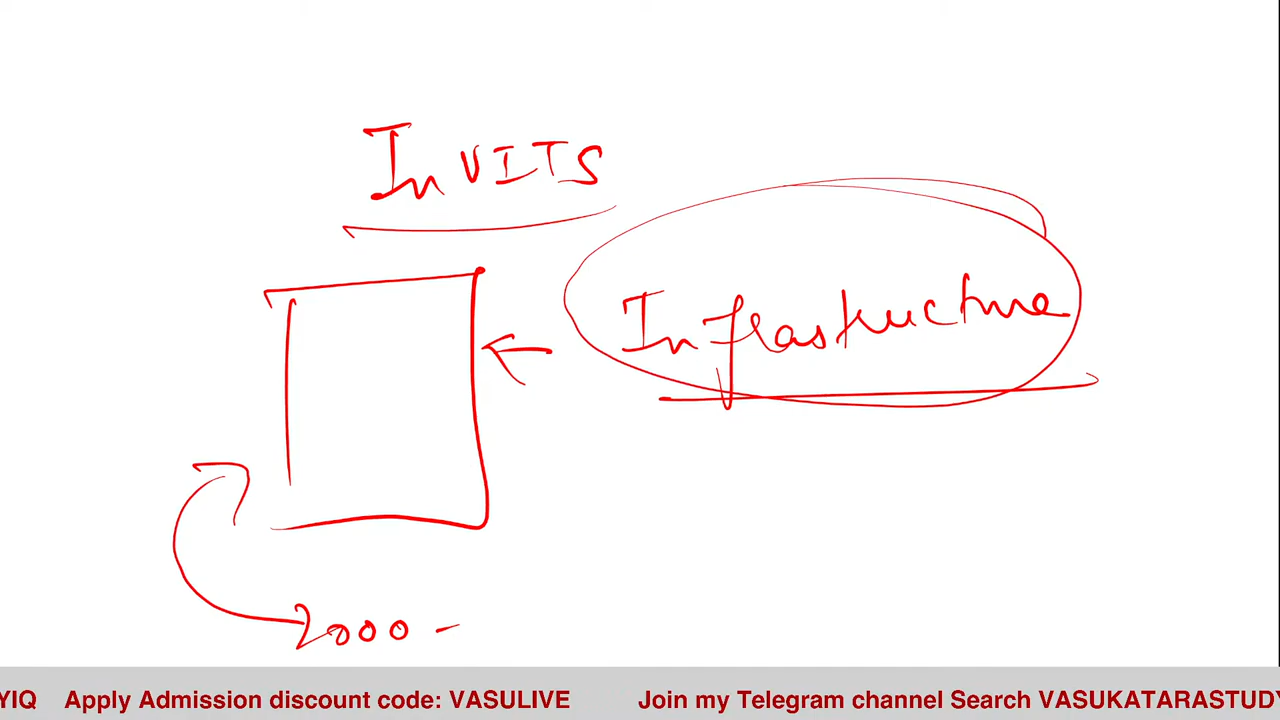 InVITS
Infrastructure
2000 -
YIQ Apply Admission discount code: VASULIVE Join my Telegram channel Search VASUKATARASTUDY